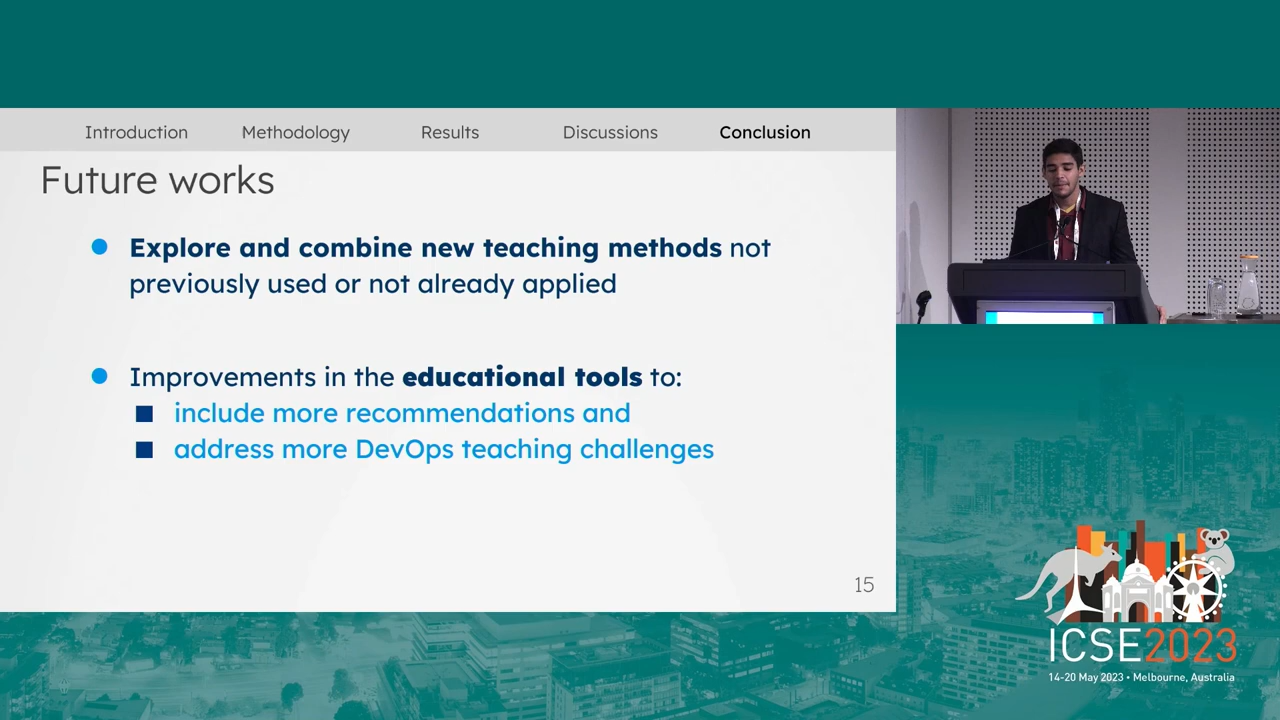 Introduction Methodology Results Discussions Conclusion
Future works
Explore and combine new teaching methods not
previously used or not already applied
Improvements in the educational tools to:
include more recommendations and
address more DevOps teaching challenges
15
ICSE2023
14-20 May 2023 • Melbourne, Australia